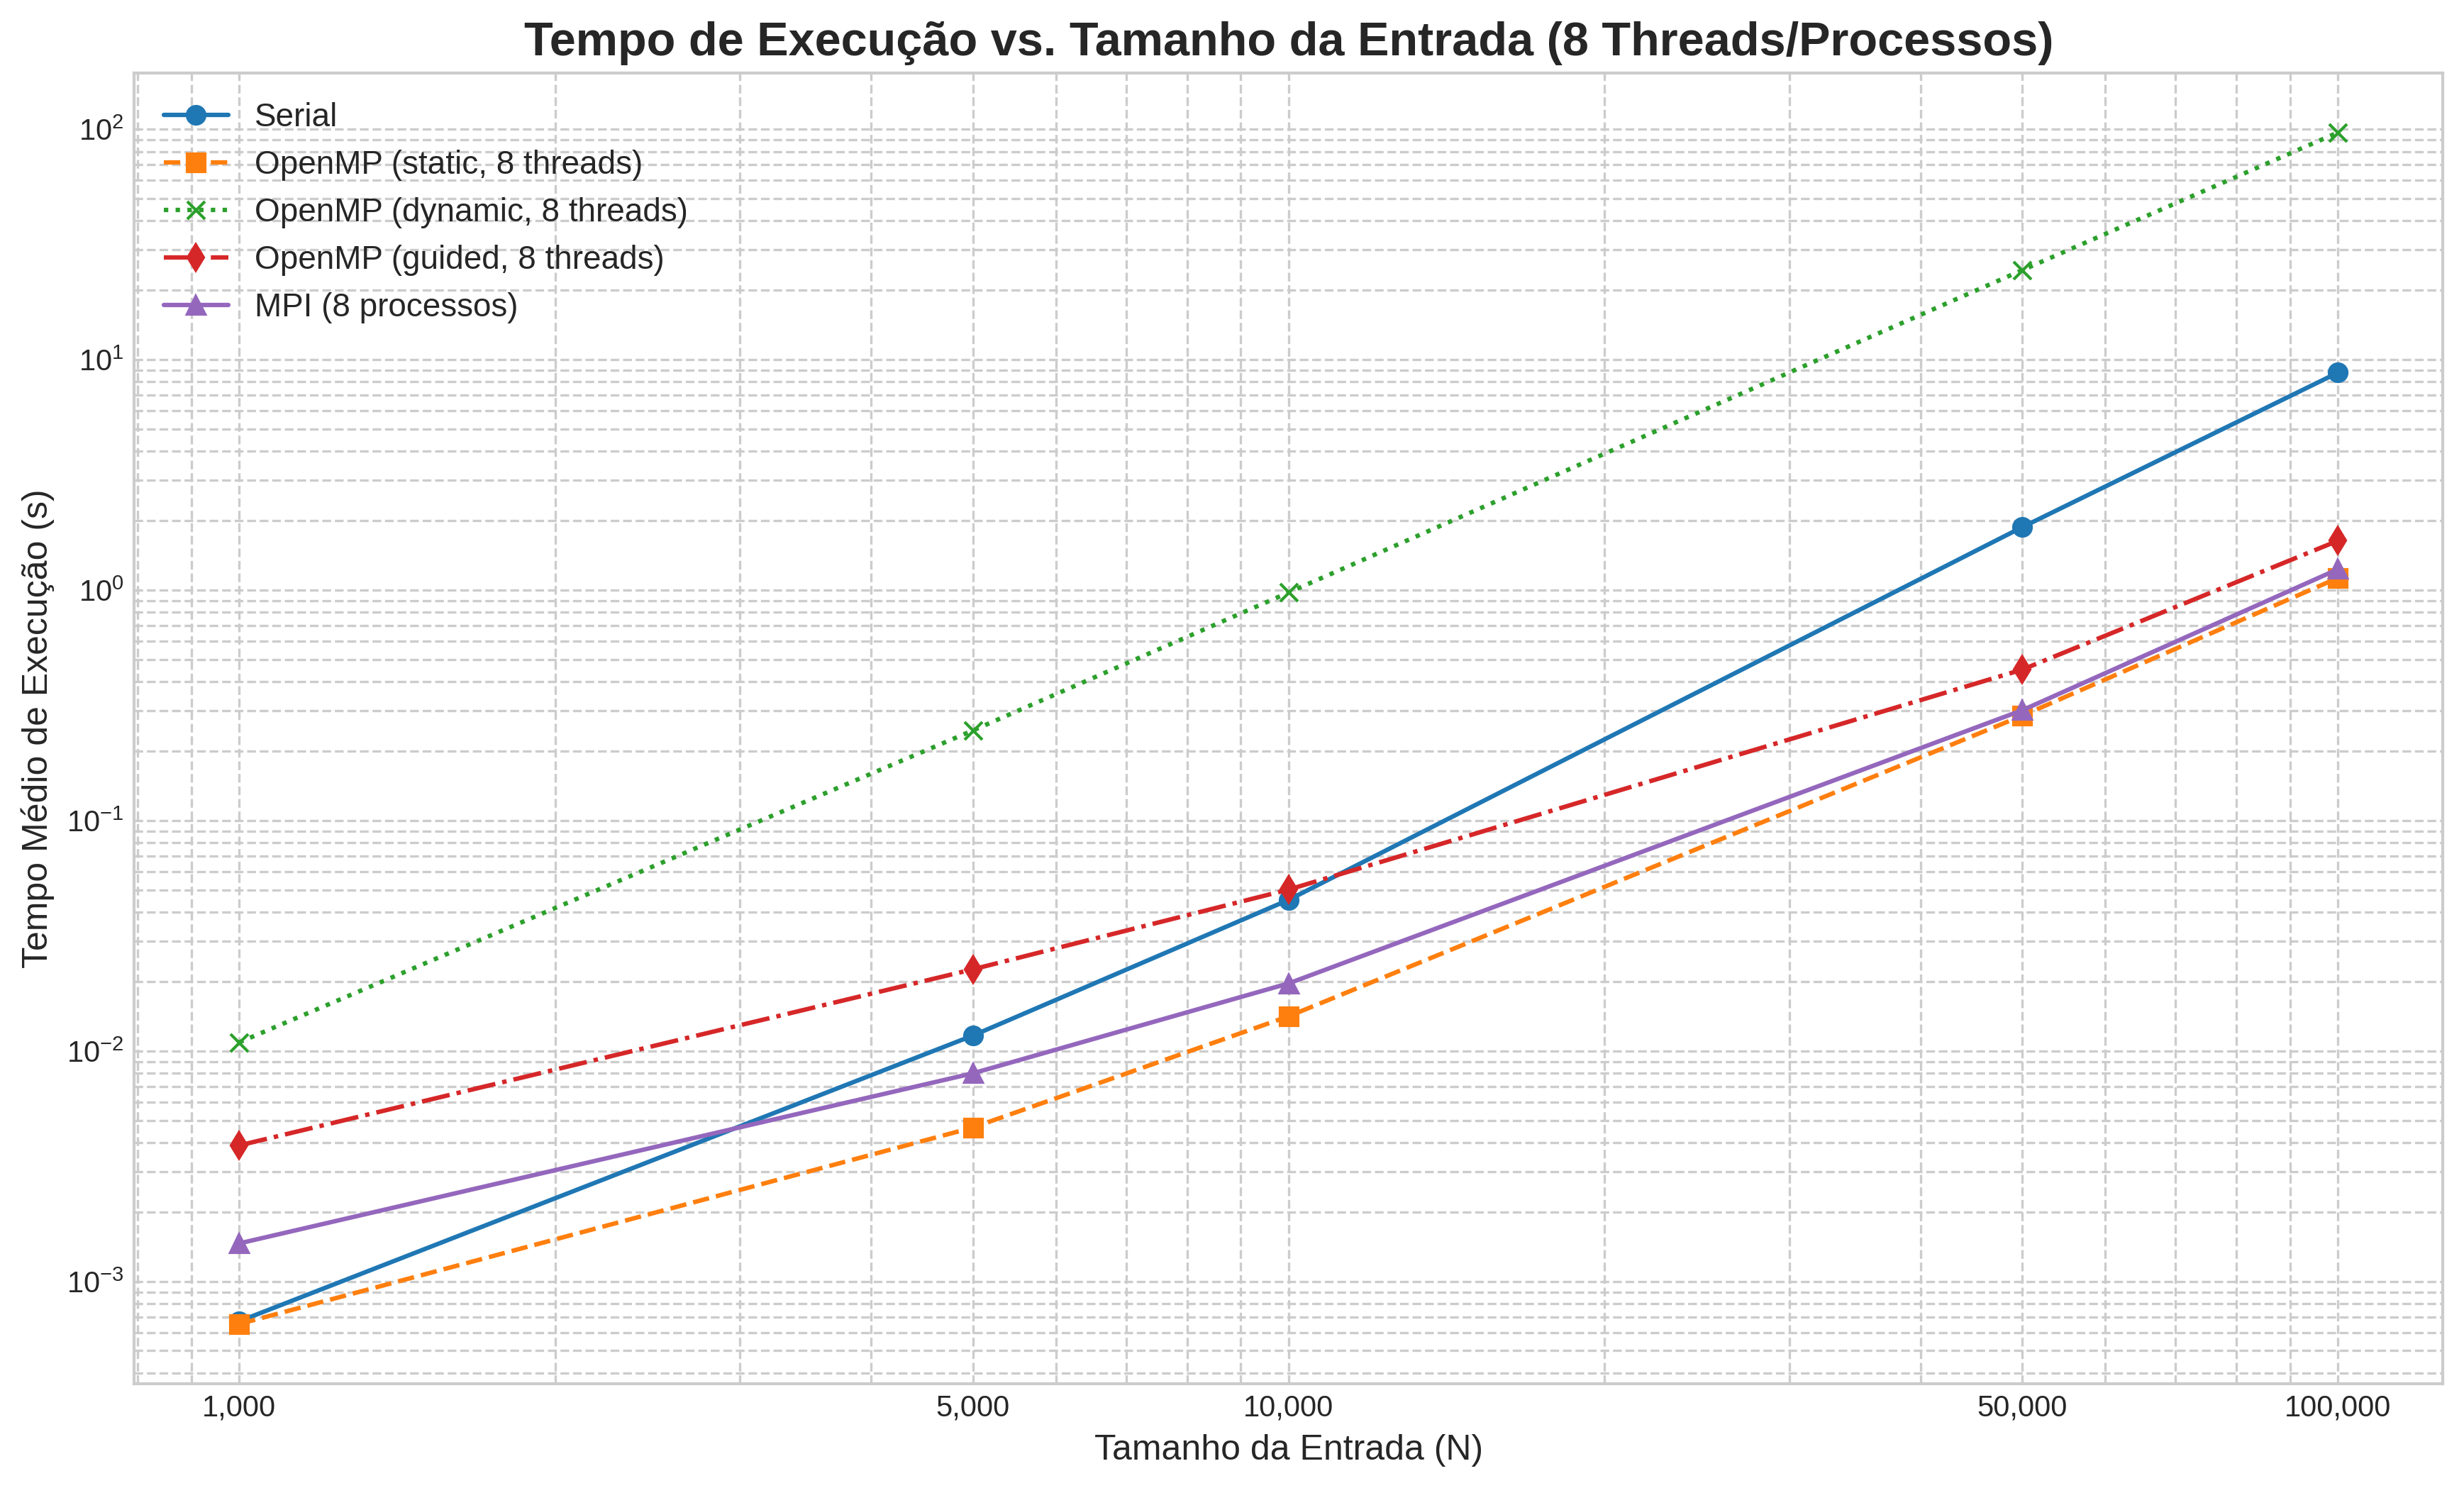 Tempo de Execução vs. Tamanho da Entrada (8 Threads/Processos)
Serial
OpenMP (static, 8 threads)
OpenMP (dynamic, 8 threads)
OpenMP (guided, 8 threads)
MPI (8 processos)
Tempo Médio de Execução (s)
10²
10¹
10⁰
10⁻¹
10⁻²
10⁻³
1,000 5,000 10,000 50,000 100,000
Tamanho da Entrada (N)